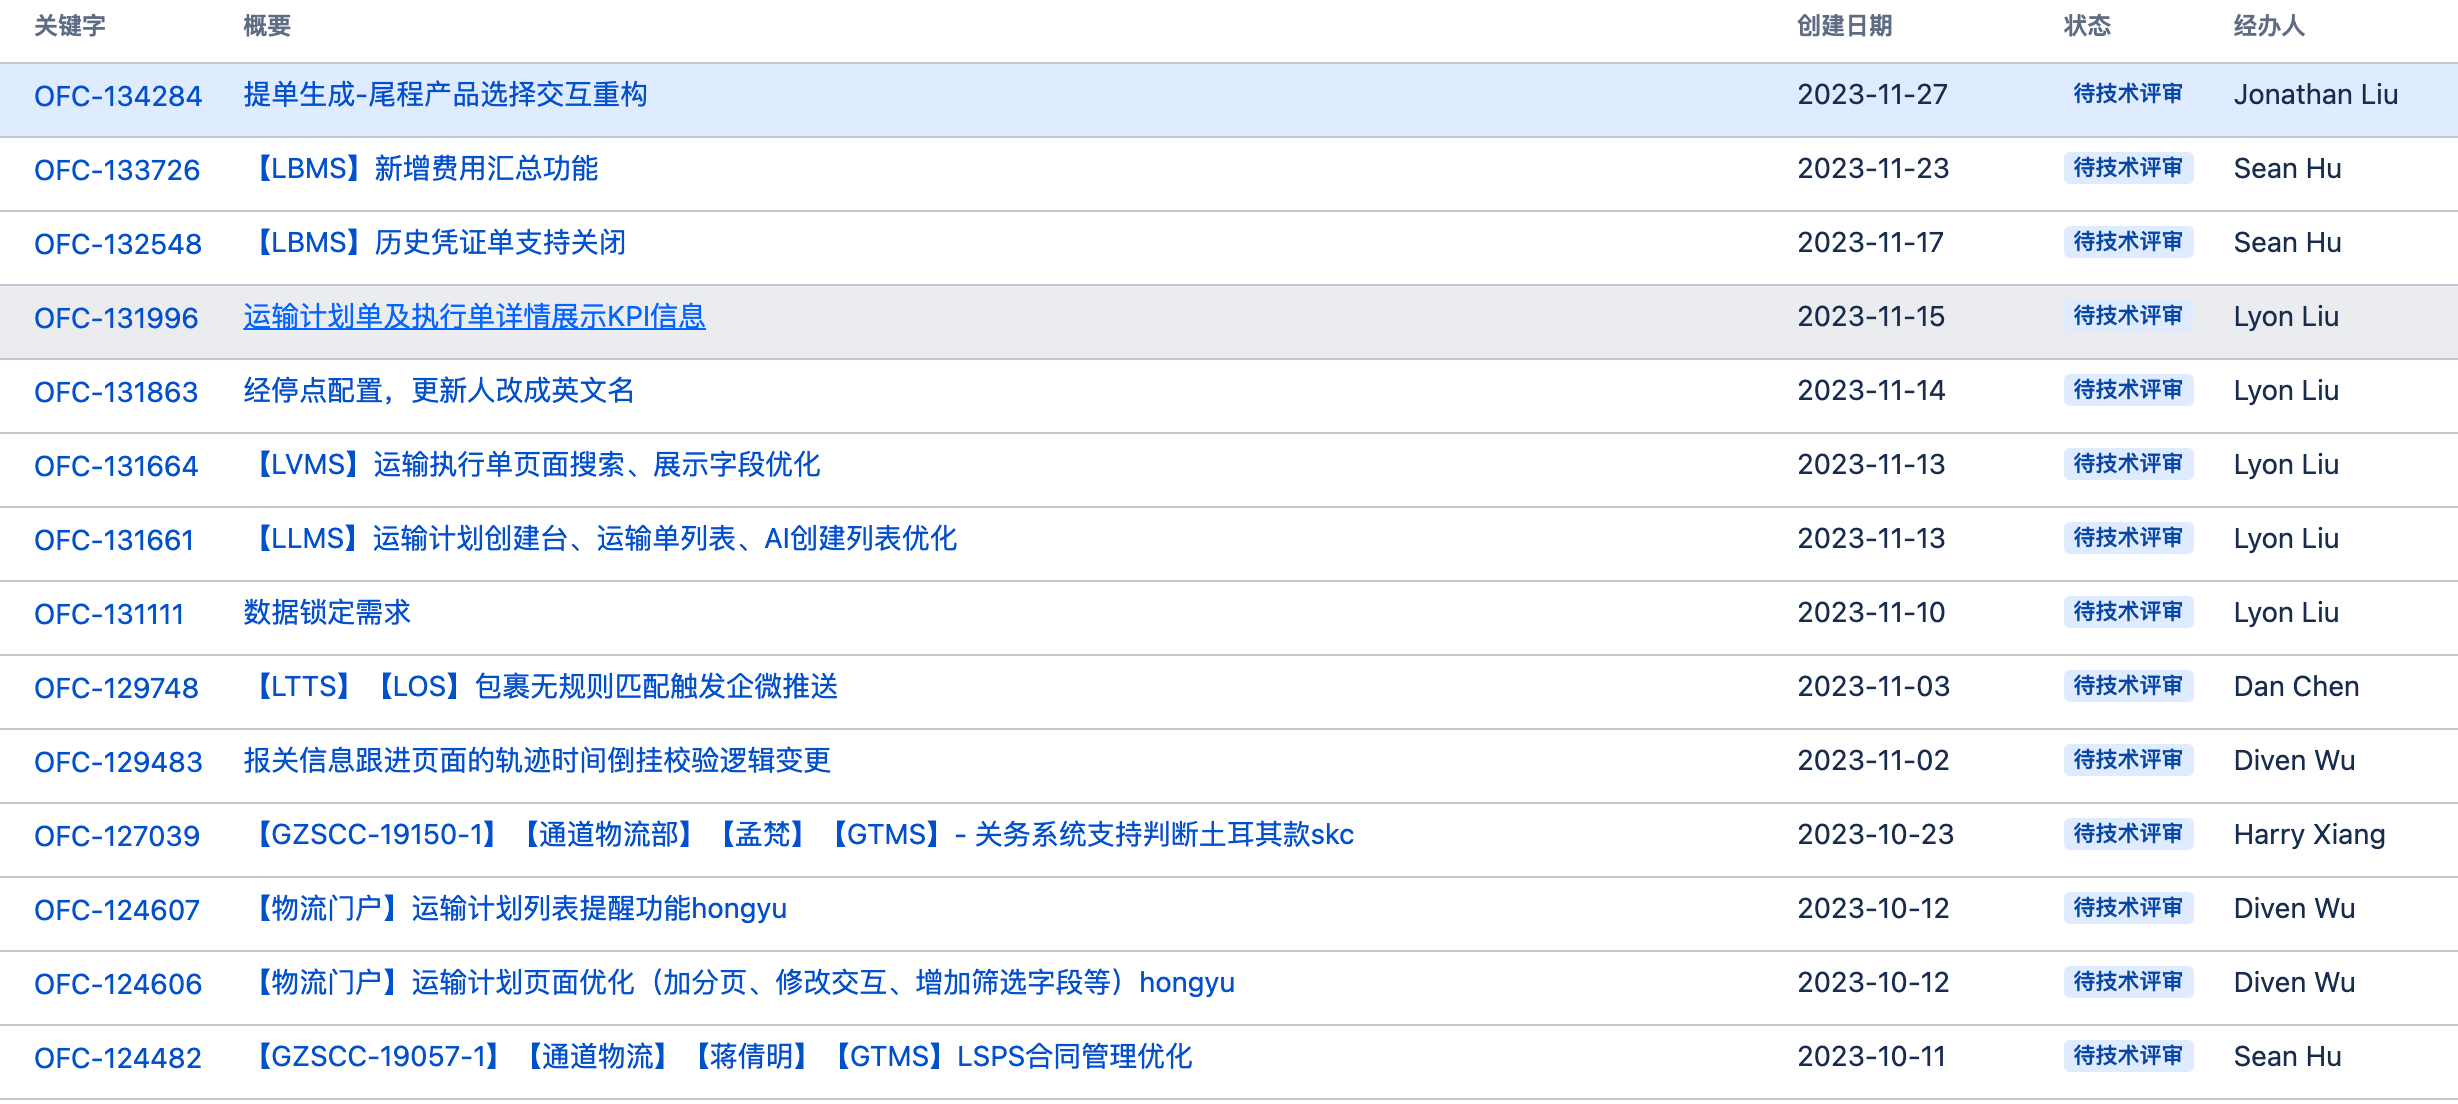 关键字 概要 创建日期 状态 经办人
OFC-134284 提单生成-尾程产品选择交互重构 2023-11-27 待技术评审 Jonathan Liu
OFC-133726 【LBMS】新增费用汇总功能 2023-11-23 待技术评审 Sean Hu
OFC-132548 【LBMS】历史凭证单支持关闭 2023-11-17 待技术评审 Sean Hu
OFC-131996 运输计划单及执行单详情展示KPI信息 2023-11-15 待技术评审 Lyon Liu
OFC-131863 经停点配置，更新人改成英文名 2023-11-14 待技术评审 Lyon Liu
OFC-131664 【LVMS】运输执行单页面搜索、展示字段优化 2023-11-13 待技术评审 Lyon Liu
OFC-131661 【LLMS】运输计划创建台、运输单列表、AI创建列表优化 2023-11-13 待技术评审 Lyon Liu
OFC-131111 数据锁定需求 2023-11-10 待技术评审 Lyon Liu
OFC-129748 【LTTS】【LOS】包裹无规则匹配触发企微推送 2023-11-03 待技术评审 Dan Chen
OFC-129483 报关信息跟进页面的轨迹时间倒挂校验逻辑变更 2023-11-02 待技术评审 Diven Wu
OFC-127039 【GZSCC-19150-1】【通道物流部】【孟梵】【GTMS】- 关务系统支持判断土耳其款skc 2023-10-23 待技术评审 Harry Xiang
OFC-124607 【物流门户】运输计划列表提醒功能hongyu 2023-10-12 待技术评审 Diven Wu
OFC-124606 【物流门户】运输计划页面优化（加分页、修改交互、增加筛选字段等）hongyu 2023-10-12 待技术评审 Diven Wu
OFC-124482 【GZSCC-19057-1】【通道物流】【蒋倩明】【GTMS】LSPS合同管理优化 2023-10-11 待技术评审 Sean Hu